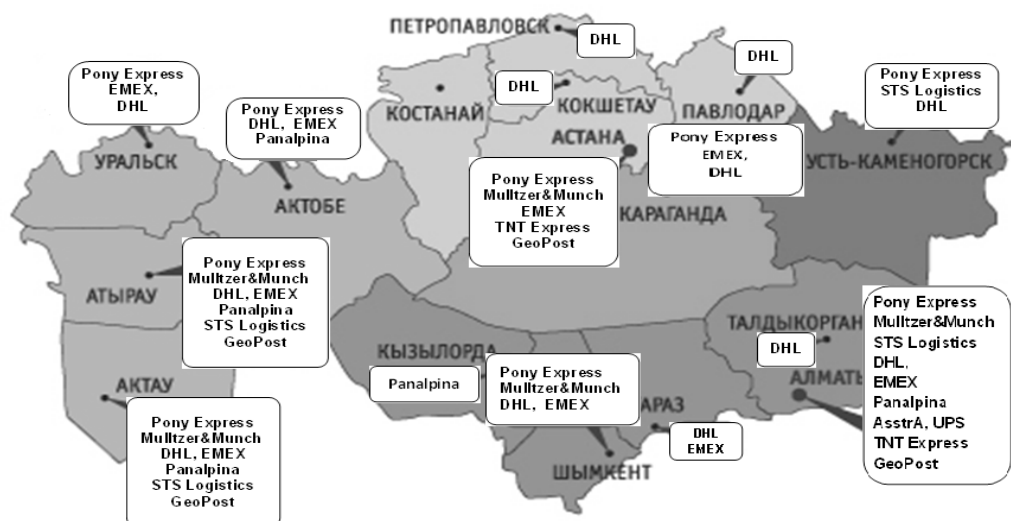 ПЕТРОПАВЛОВСК
DHL
DHL
Pony Express
EMEX,
DHL
Pony Express
STS Logistics
DHL
DHL
КОСТАНАЙ
КОКШЕТАУ
ПАВЛОДАР
Pony Express
DHL, EMEX
Panalpina
АСТАНА
Pony Express
EMEX,
DHL
УРАЛЬСК
УСТЬ-КАМЕНОГОРСК
Pony Express
Mulltzer&Munch
EMEX
TNT Express
GeoPost
АКТОБЕ
КАРАГАНДА
Pony Express
Mulltzer&Munch
DHL, EMEX
Panalpina
STS Logistics
GeoPost
АТЫРАУ
Pony Express
Mulltzer&Munch
STS Logistics
DHL,
EMEX
Panalpina
AsstrA, UPS
TNT Express
GeoPost
ТАЛДЫКОРГАН
DHL
КЫЗЫЛОРДА
Panalpina
Pony Express
Mulltzer&Munch
DHL, EMEX
АЛМАТЫ
АКТАУ
АРАЗ
Pony Express
Mulltzer&Munch
DHL, EMEX
Panalpina
STS Logistics
GeoPost
DHL
EMEX
ШЫМКЕНТ